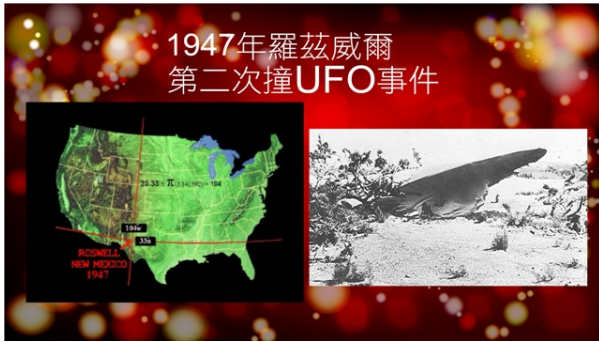 1947年羅茲威爾
第二次撞UFO事件
33.33 x π (3.141592) = 104
104w
33n
ROSWELL
NEW MEXICO
1947